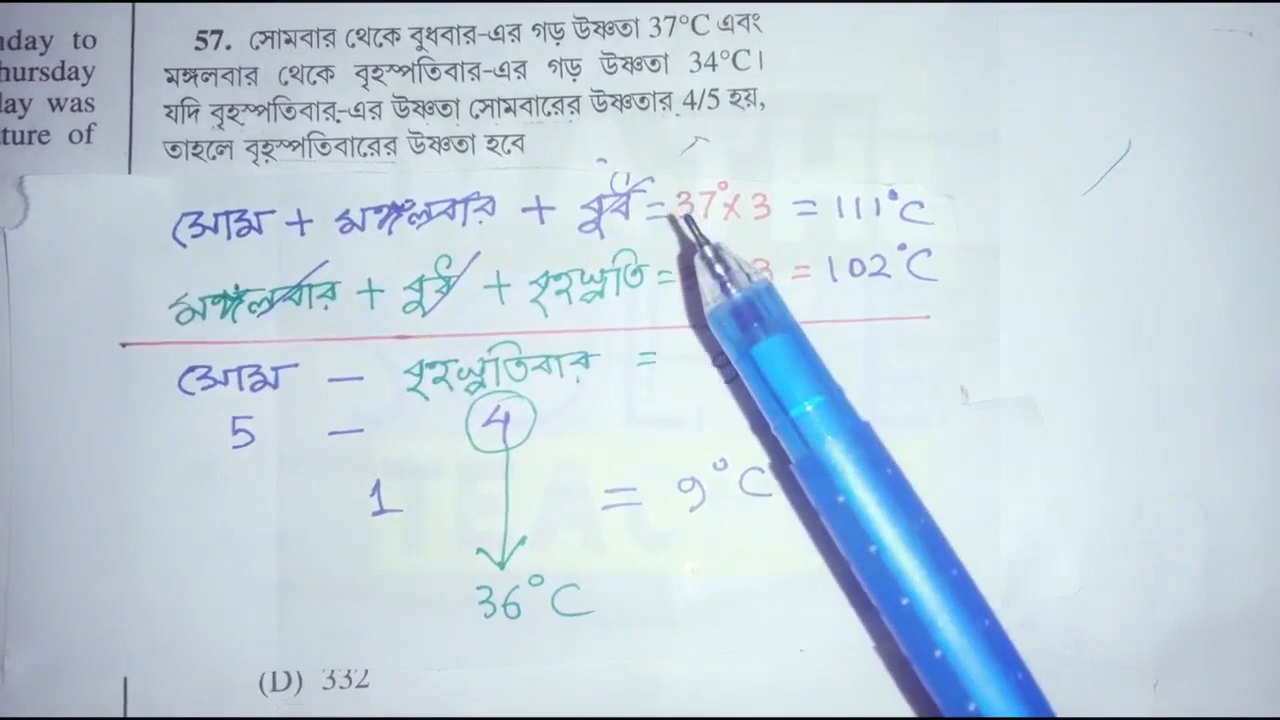 nday to
hursday
lay was
ture of
57. সোমবার থেকে বুধবার-এর গড় উষ্ণতা 37°C এবং
মঙ্গলবার থেকে বৃহস্পতিবার-এর গড় উষ্ণতা 34°C।
যদি বৃহস্পতিবার-এর উষ্ণতা সোমবারের উষ্ণতার 4/5 হয়,
তাহলে বৃহস্পতিবারের উষ্ণতা হবে
সোম + মঙ্গলবার + বুধ = 37° x 3 = 111°C
মঙ্গলবার + বুধ + বৃহস্পতি = 3 = 102°C
সোম - বৃহস্পতিবার =
5 - 4
1 = 9°C
36°C
(D) 332